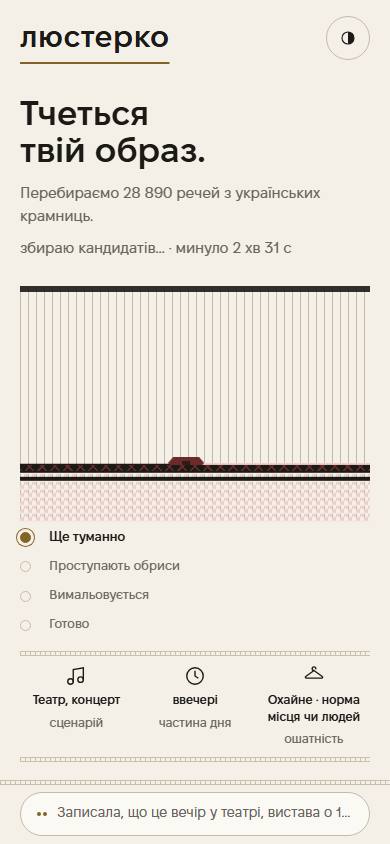 люстерко
Тчеться
твій образ.
Перебираємо 28 890 речей з українських
крамниць.
збираю кандидатів... · минуло 2 хв 31 с
Ще туманно
Проступають обриси
Вимальовується
Готово
Театр, концерт
сценарій
ввечері
частина дня
Охайне · норма
місця чи людей
ошатність
Записала, що це вечір у театрі, вистава о 1...